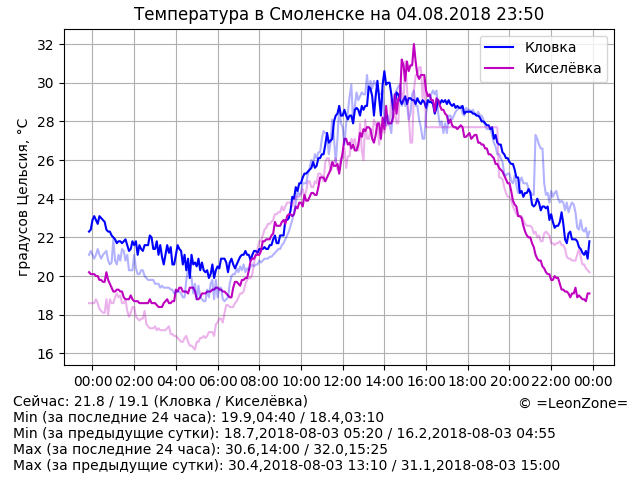 Температура в Смоленске на 04.08.2018 23:50
Кловка
Киселёвка
градусов Цельсия, °C
32
30
28
26
24
22
20
18
16
00:00 02:00 04:00 06:00 08:00 10:00 12:00 14:00 16:00 18:00 20:00 22:00 00:00
Сейчас: 21.8 / 19.1 (Кловка / Киселёвка)
© =LeonZone=
Min (за последние 24 часа): 19.9,04:40 / 18.4,03:10
Min (за предыдущие сутки): 18.7,2018-08-03 05:20 / 16.2,2018-08-03 04:55
Max (за последние 24 часа): 30.6,14:00 / 32.0,15:25
Max (за предыдущие сутки): 30.4,2018-08-03 13:10 / 31.1,2018-08-03 15:00